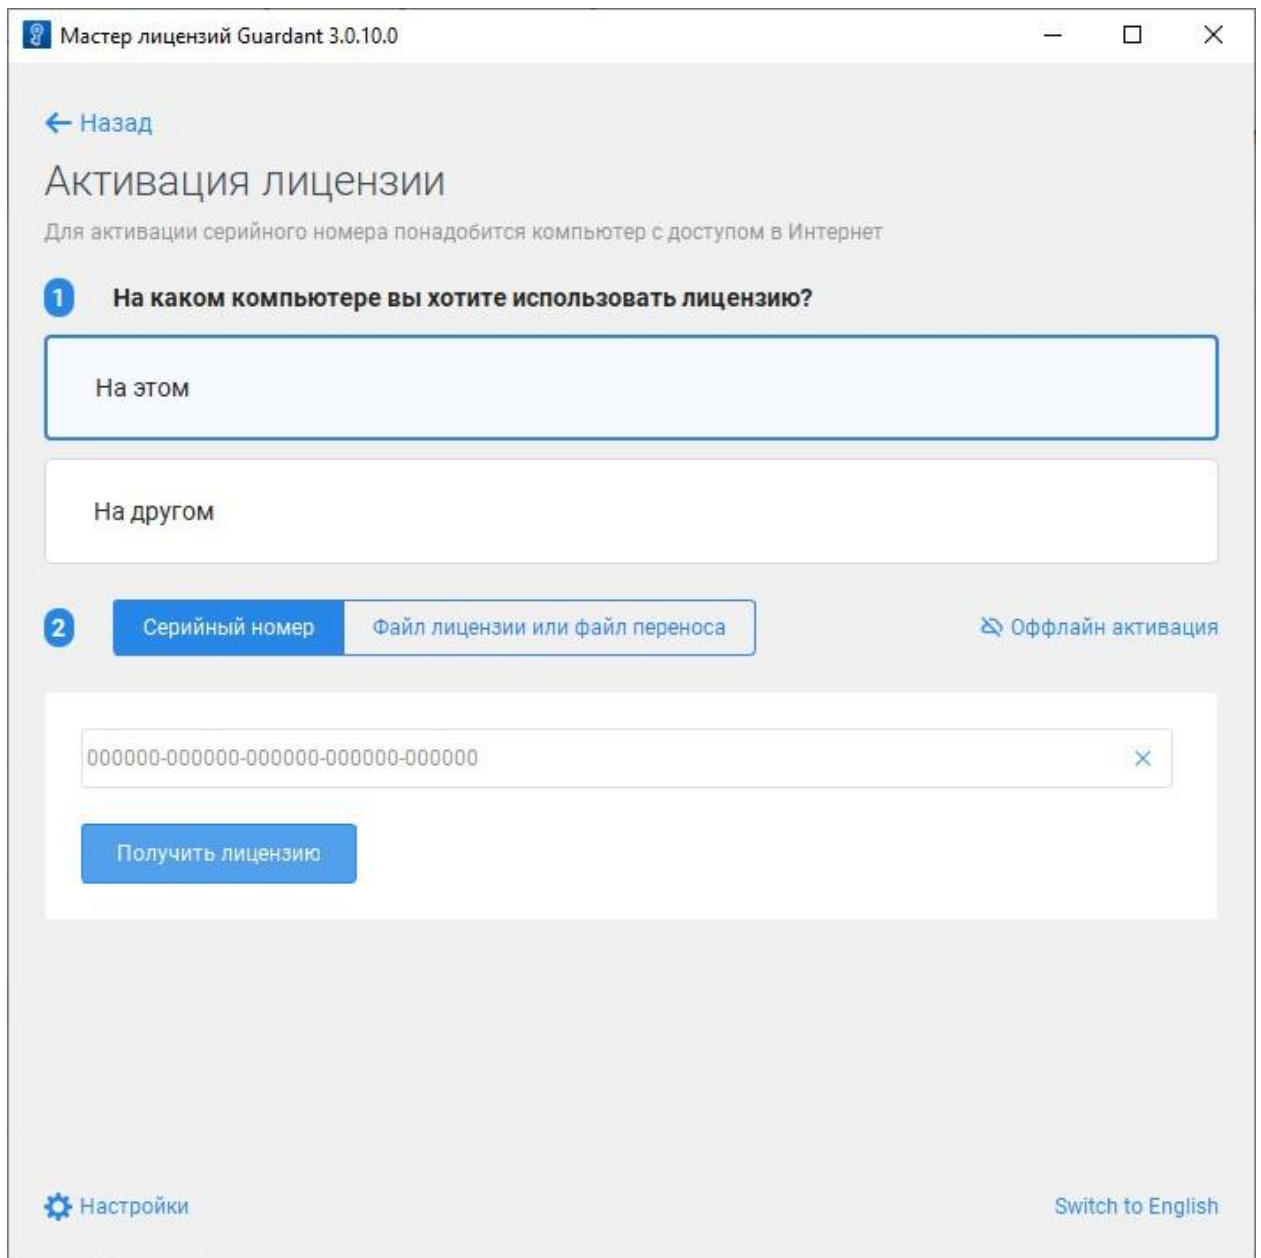 Мастер лицензий Guardant 3.0.10.0
Назад
Активация лицензии
Для активации серийного номера понадобится компьютер с доступом в Интернет
1 На каком компьютере вы хотите использовать лицензию?
На этом
На другом
2 Серийный номер Файл лицензии или файл переноса Оффлайн активация
000000-000000-000000-000000-000000
Получить лицензию
Настройки Switch to English